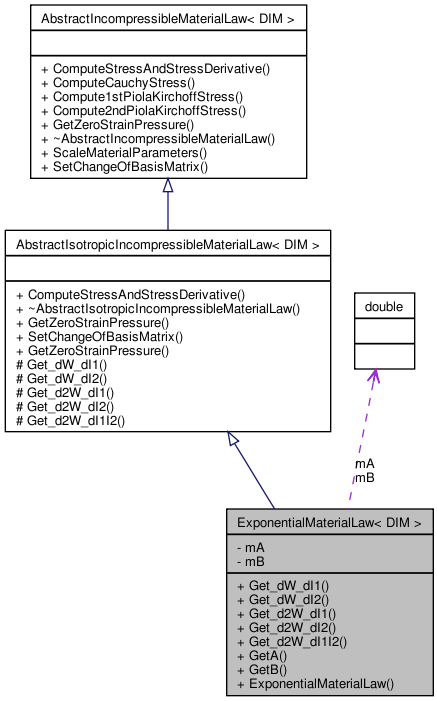 AbstractIncompressibleMaterialLaw< DIM >
+ ComputeStressAndStressDerivative()
+ ComputeCauchyStress()
+ Compute1stPiolaKirchoffStress()
+ Compute2ndPiolaKirchoffStress()
+ GetZeroStrainPressure()
+ ~AbstractIncompressibleMaterialLaw()
+ ScaleMaterialParameters()
+ SetChangeOfBasisMatrix()
AbstractIsotropicIncompressibleMaterialLaw< DIM >
+ ComputeStressAndStressDerivative()
+ ~AbstractIsotropicIncompressibleMaterialLaw()
+ GetZeroStrainPressure()
+ SetChangeOfBasisMatrix()
+ GetZeroStrainPressure()
# Get_dW_dI1()
# Get_dW_dI2()
# Get_d2W_dI1()
# Get_d2W_dI2()
# Get_d2W_dI1I2()
double
mA
mB
ExponentialMaterialLaw< DIM >
- mA
- mB
+ Get_dW_dI1()
+ Get_dW_dI2()
+ Get_d2W_dI1()
+ Get_d2W_dI2()
+ Get_d2W_dI1I2()
+ GetA()
+ GetB()
+ ExponentialMaterialLaw()